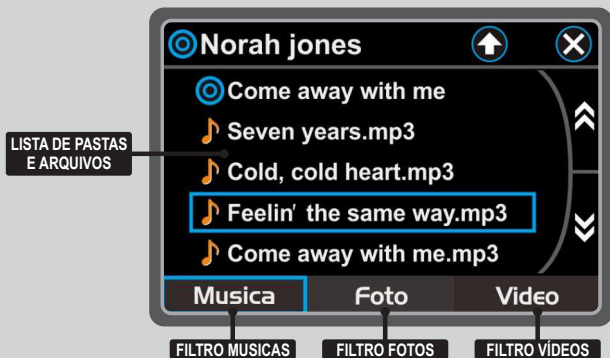 Norah jones
Come away with me
Seven years.mp3
LISTA DE PASTAS
E ARQUIVOS
Cold, cold heart.mp3
Feelin' the same way.mp3
Come away with me.mp3
Musica Foto Video
FILTRO MUSICAS FILTRO FOTOS FILTRO VÍDEOS